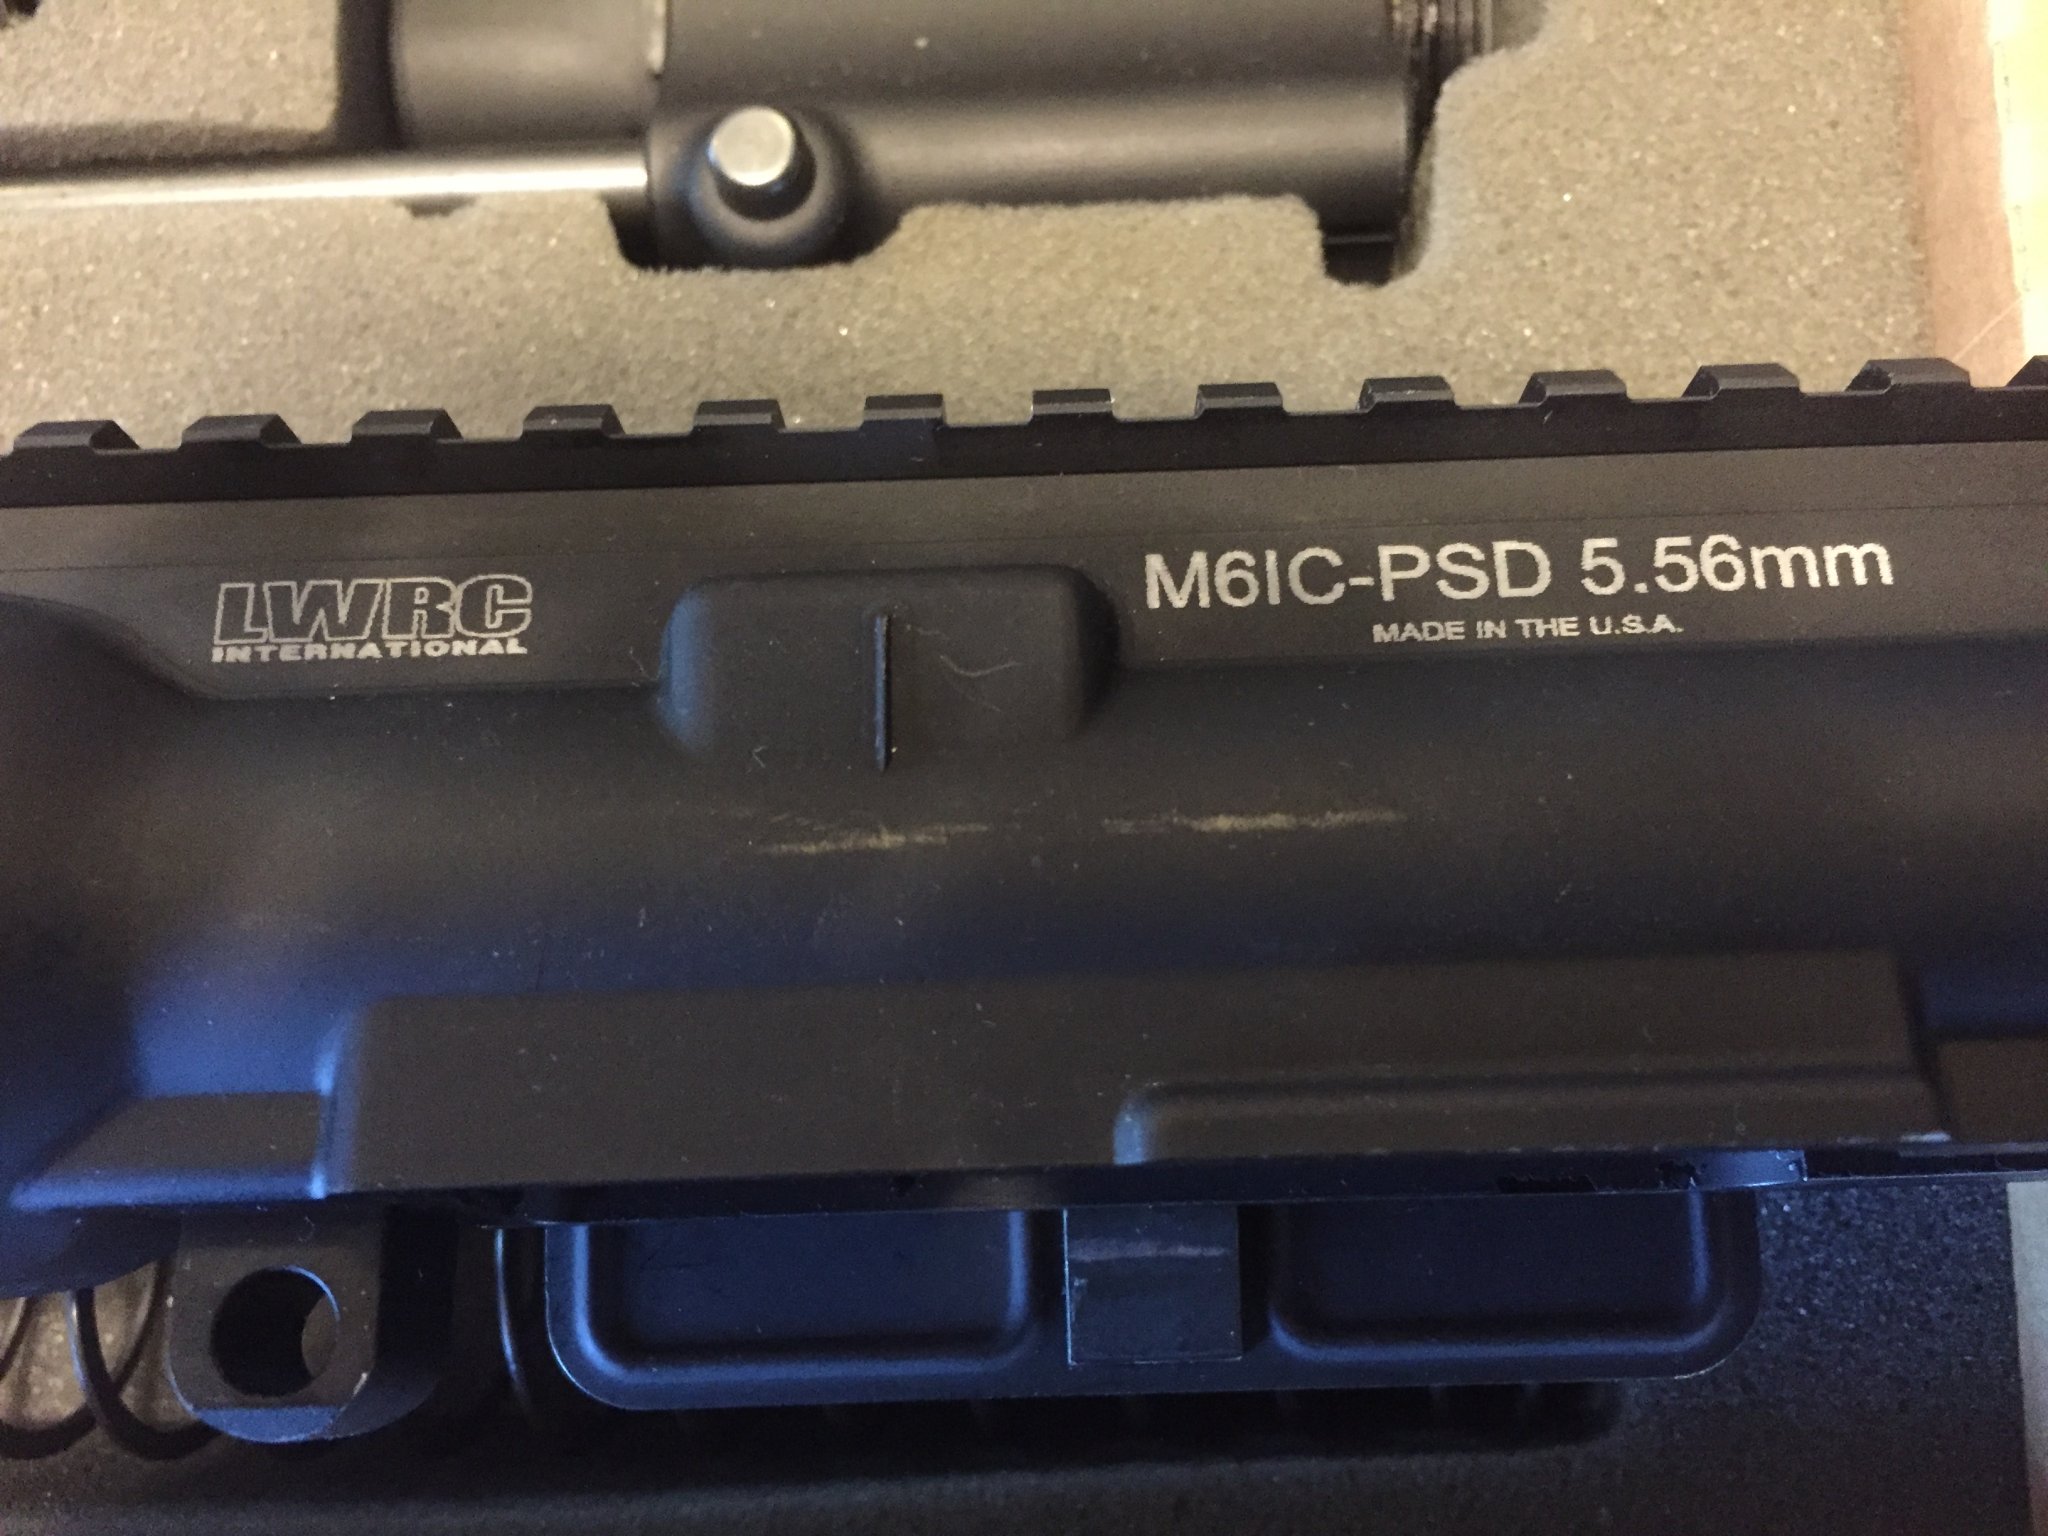 LWRC
INTERNATIONAL
M6IC-PSD 5.56mm
MADE IN THE U.S.A.